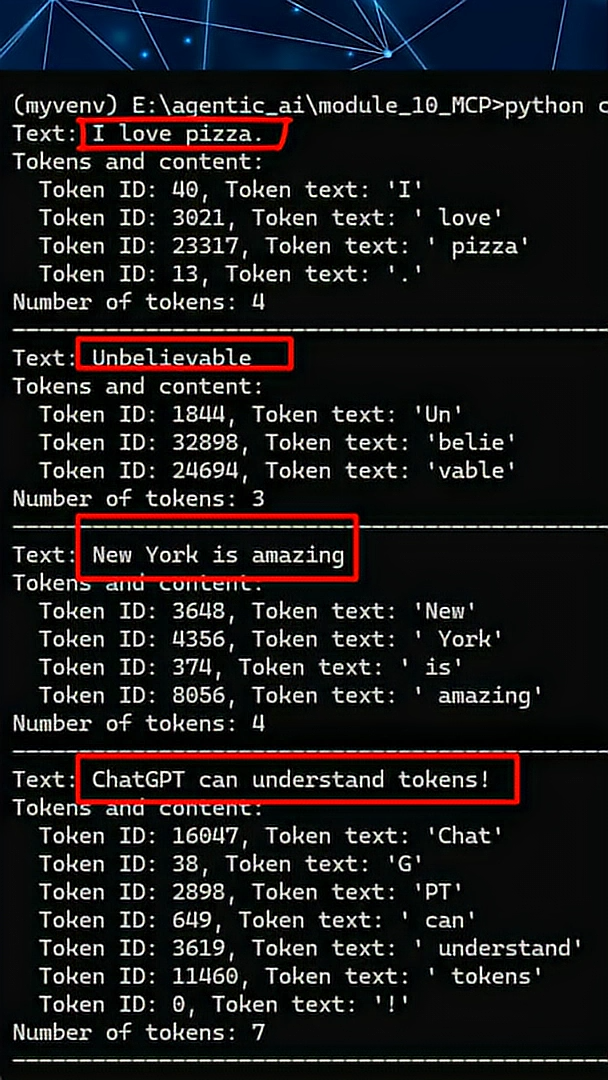 (myvenv) E:\agentic_ai\module_10_MCP>python
Text: I love pizza.
Tokens and content:
  Token ID: 40, Token text: 'I'
  Token ID: 3021, Token text: ' love'
  Token ID: 23317, Token text: ' pizza'
  Token ID: 13, Token text: '.'
Number of tokens: 4
Text: Unbelievable
Tokens and content:
  Token ID: 1844, Token text: 'Un'
  Token ID: 32898, Token text: 'belie'
  Token ID: 24694, Token text: 'vable'
Number of tokens: 3
Text: New York is amazing
Tokens and content:
  Token ID: 3648, Token text: 'New'
  Token ID: 4356, Token text: ' York'
  Token ID: 374, Token text: ' is'
  Token ID: 8056, Token text: ' amazing'
Number of tokens: 4
Text: ChatGPT can understand tokens!
Tokens and content:
  Token ID: 16047, Token text: 'Chat'
  Token ID: 38, Token text: 'G'
  Token ID: 2898, Token text: 'PT'
  Token ID: 649, Token text: ' can'
  Token ID: 3619, Token text: ' understand'
  Token ID: 11460, Token text: ' tokens'
  Token ID: 0, Token text: '!'
Number of tokens: 7